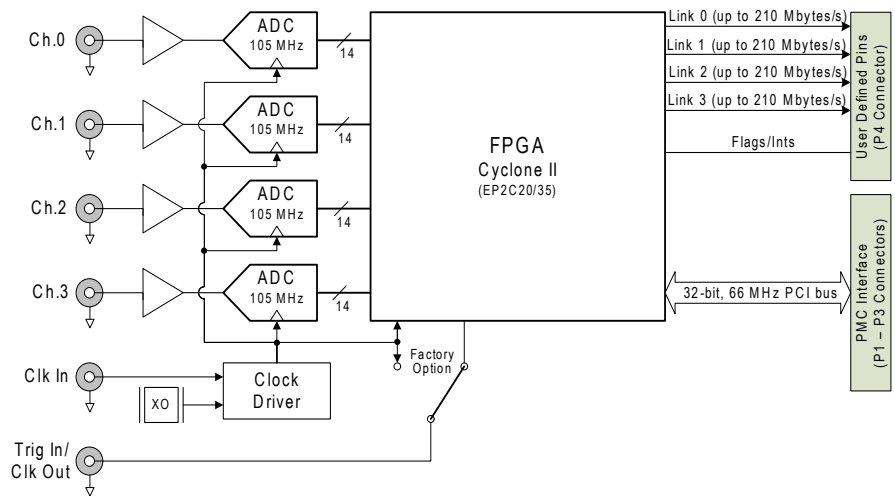 Ch.0
ADC
105 MHz
14
Ch.1
ADC
105 MHz
14
Ch.2
ADC
105 MHz
14
Ch.3
ADC
105 MHz
14
Clk In
XO
Clock
Driver
Trig In/
Clk Out
Factory
Option
FPGA
Cyclone II
(EP2C20/35)
Link 0 (up to 210 Mbytes/s)
Link 1 (up to 210 Mbytes/s)
Link 2 (up to 210 Mbytes/s)
Link 3 (up to 210 Mbytes/s)
Flags/Ints
User Defined Pins
(P4 Connector)
32-bit, 66 MHz PCI bus
PMC Interface
(P1 – P3 Connectors)